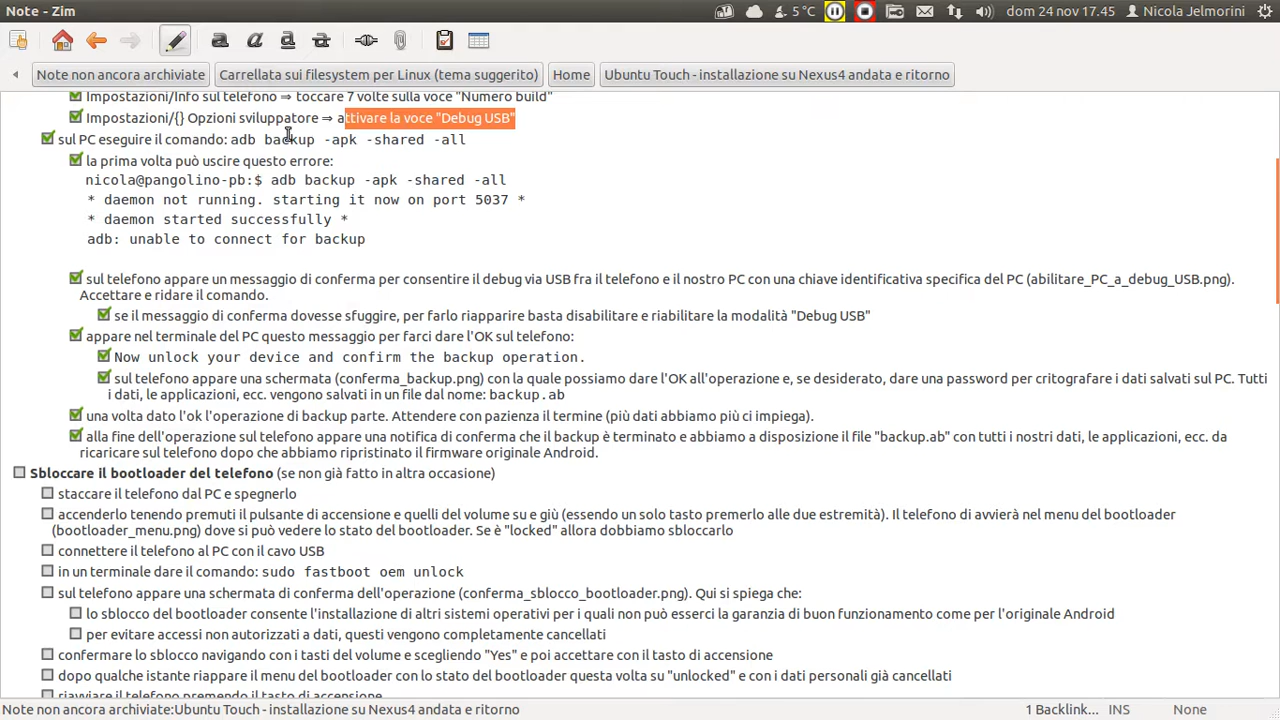 Note - Zim
5 °C
dom 24 nov 17.45
Nicola Jelmorini
Note non ancora archiviate
Carrellata sui filesystem per Linux (tema suggerito)
Home
Ubuntu Touch - installazione su Nexus4 andata e ritorno
Impostazioni/Info sul telefono ⇒ toccare 7 volte sulla voce "Numero build"
Impostazioni/{} Opzioni sviluppatore ⇒ attivare la voce "Debug USB"
sul PC eseguire il comando: adb backup -apk -shared -all
la prima volta può uscire questo errore:
nicola@pangolino-pb:$ adb backup -apk -shared -all
* daemon not running. starting it now on port 5037 *
* daemon started successfully *
adb: unable to connect for backup
sul telefono appare un messaggio di conferma per consentire il debug via USB fra il telefono e il nostro PC con una chiave identificativa specifica del PC (abilitare_PC_a_debug_USB.png).
Accettare e ridare il comando.
se il messaggio di conferma dovesse sfuggire, per farlo riapparire basta disabilitare e riabilitare la modalità "Debug USB"
appare nel terminale del PC questo messaggio per farci dare l'OK sul telefono:
Now unlock your device and confirm the backup operation.
sul telefono appare una schermata (conferma_backup.png) con la quale possiamo dare l'OK all'operazione e, se desiderato, dare una password per critografare i dati salvati sul PC. Tutti
i dati, le applicazioni, ecc. vengono salvati in un file dal nome: backup.ab
una volta dato l'ok l'operazione di backup parte. Attendere con pazienza il termine (più dati abbiamo più ci impiega).
alla fine dell'operazione sul telefono appare una notifica di conferma che il backup è terminato e abbiamo a disposizione il file "backup.ab" con tutti i nostri dati, le applicazioni, ecc. da
ricaricare sul telefono dopo che abbiamo ripristinato il firmware originale Android.
Sbloccare il bootloader del telefono (se non già fatto in altra occasione)
staccare il telefono dal PC e spegnerlo
accenderlo tenendo premuti il pulsante di accensione e quelli del volume su e giù (essendo un solo tasto premerlo alle due estremità). Il telefono di avvierà nel menu del bootloader
(bootloader_menu.png) dove si può vedere lo stato del bootloader. Se è "locked" allora dobbiamo sbloccarlo
connettere il telefono al PC con il cavo USB
in un terminale dare il comando: sudo fastboot oem unlock
sul telefono appare una schermata di conferma dell'operazione (conferma_sblocco_bootloader.png). Qui si spiega che:
lo sblocco del bootloader consente l'installazione di altri sistemi operativi per i quali non può esserci la garanzia di buon funzionamento come per l'originale Android
per evitare accessi non autorizzati a dati, questi vengono completamente cancellati
confermare lo sblocco navigando con i tasti del volume e scegliendo "Yes" e poi accettare con il tasto di accensione
dopo qualche istante riappare il menu del bootloader con lo stato del bootloader questa volta su "unlocked" e con i dati personali già cancellati
riavviare il telefono premendo il tasto di accensione
Note non ancora archiviate:Ubuntu Touch - installazione su Nexus4 andata e ritorno
1 Backlink...
INS
None